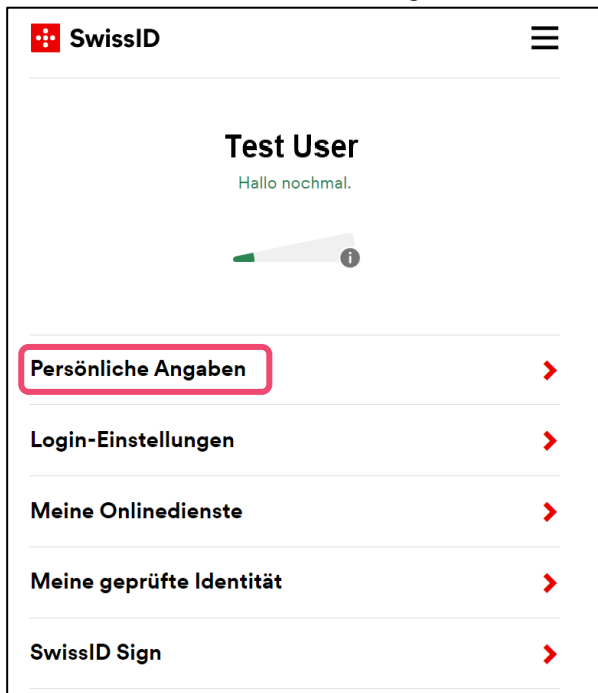 SwissID
Test User
Hallo nochmal.
i
Persönliche Angaben
Login-Einstellungen
Meine Onlinedienste
Meine geprüfte Identität
SwissID Sign